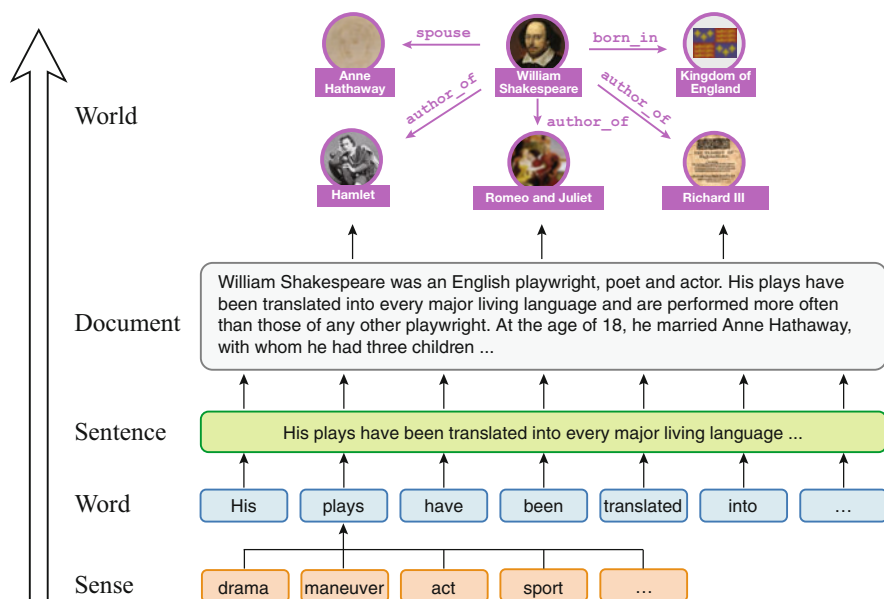 spouse
born_in
Anne
Hathaway
William
Shakespeare
Kingdom of
England
World
author_of
author_of
author_of
Hamlet
Romeo and Juliet
Richard III
Document
William Shakespeare was an English playwright, poet and actor. His plays have
been translated into every major living language and are performed more often
than those of any other playwright. At the age of 18, he married Anne Hathaway,
with whom he had three children ...
Sentence
His plays have been translated into every major living language ...
Word
His
plays
have
been
translated
into
...
Sense
drama
maneuver
act
sport
...